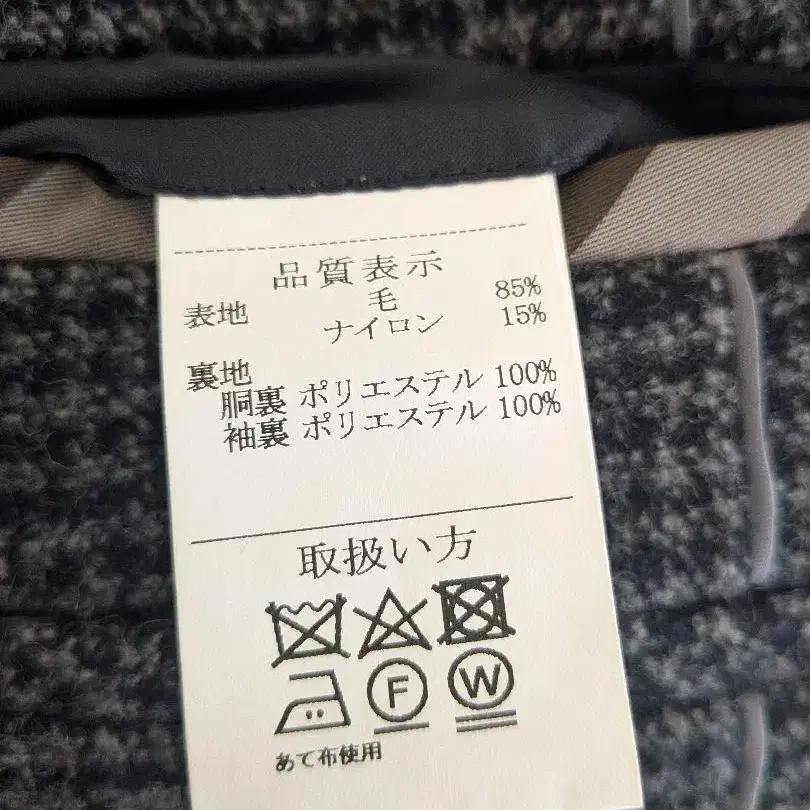 品質表示
表地 毛 85%
ナイロン 15%
裏地
胴裏 ポリエステル 100%
袖裏 ポリエステル 100%
取扱い方
F W
あて布使用